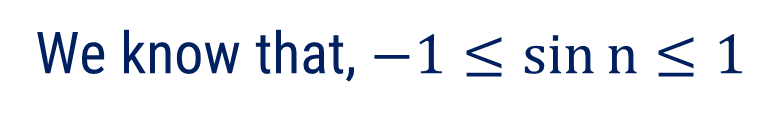 We know that, −1 ≤ sin n ≤ 1